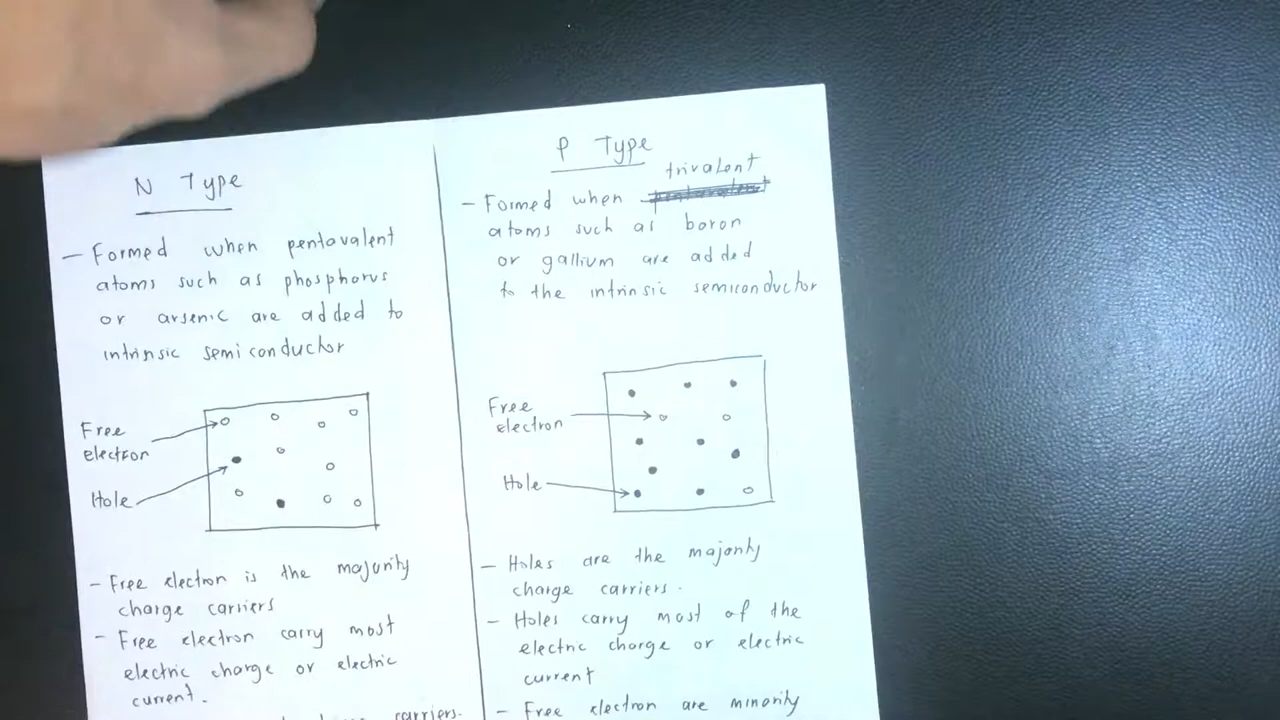 N Type
- Formed when pentavalent
atoms such as phosphorus
or arsenic are added to
intrinsic semiconductor
Free
electron
Hole
- Free electron is the majority
charge carriers
- Free electron carry most
electric charge or electric
current.
carriers.
P Type
trivalent
- Formed when
atoms such as boron
or gallium are added
to the intrinsic semiconductor
Free
electron
Hole
- Holes are the majority
charge carriers.
- Holes carry most of the
electric charge or electric
current
- Free electron are minority